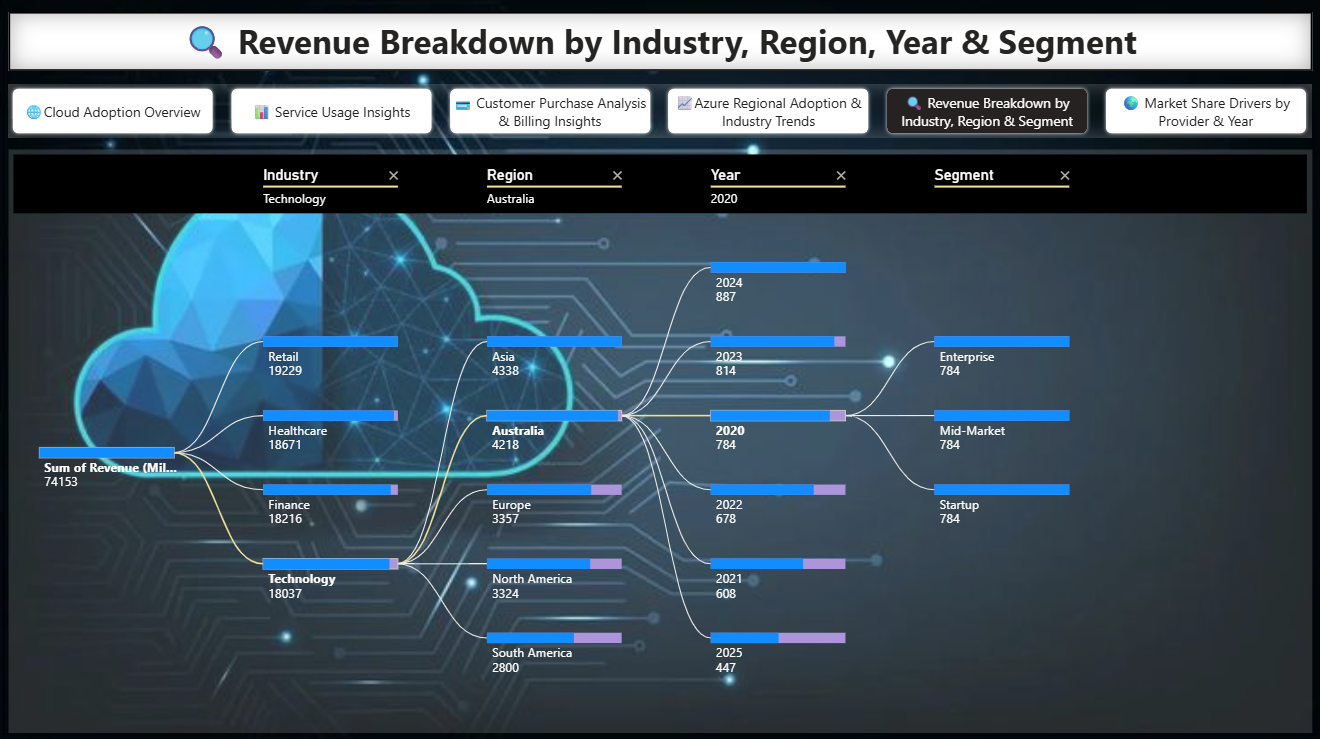 Revenue Breakdown by Industry, Region, Year & Segment
Cloud Adoption Overview
Service Usage Insights
Customer Purchase Analysis
& Billing Insights
Azure Regional Adoption &
Industry Trends
Revenue Breakdown by
Industry, Region & Segment
Market Share Drivers by
Provider & Year
Industry
Technology
Region
Australia
Year
2020
Segment
Sum of Revenue (Mil...
74153
Retail
19229
Healthcare
18671
Finance
18216
Technology
18037
Asia
4338
Australia
4218
Europe
3357
North America
3324
South America
2800
2024
887
2023
814
2020
784
2022
678
2021
608
2025
447
Enterprise
784
Mid-Market
784
Startup
784